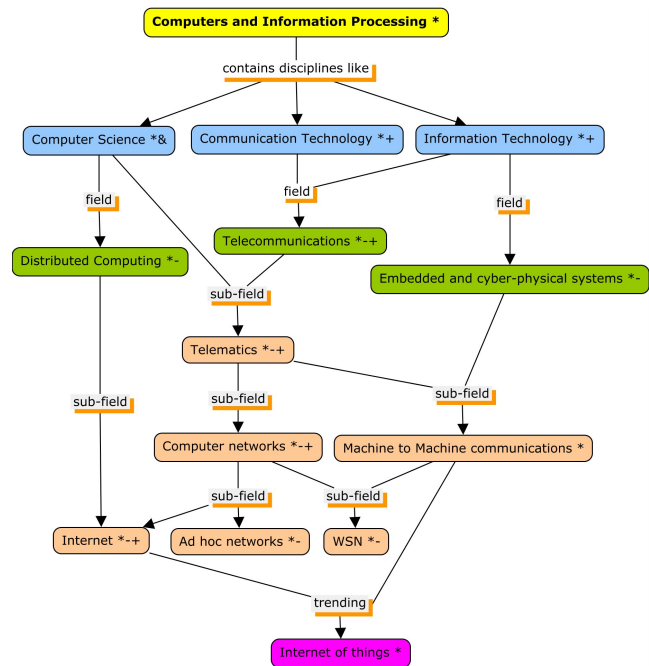 Computers and Information Processing *
contains disciplines like
Computer Science *&
Communication Technology *+
Information Technology *+
field
field
field
Telecommunications *-+
Distributed Computing *-
Embedded and cyber-physical systems *-
sub-field
Telematics *-+
sub-field
sub-field
sub-field
Computer networks *-+
Machine to Machine communications *
sub-field
sub-field
Internet *-+
Ad hoc networks *-
WSN *-
trending
Internet of things *